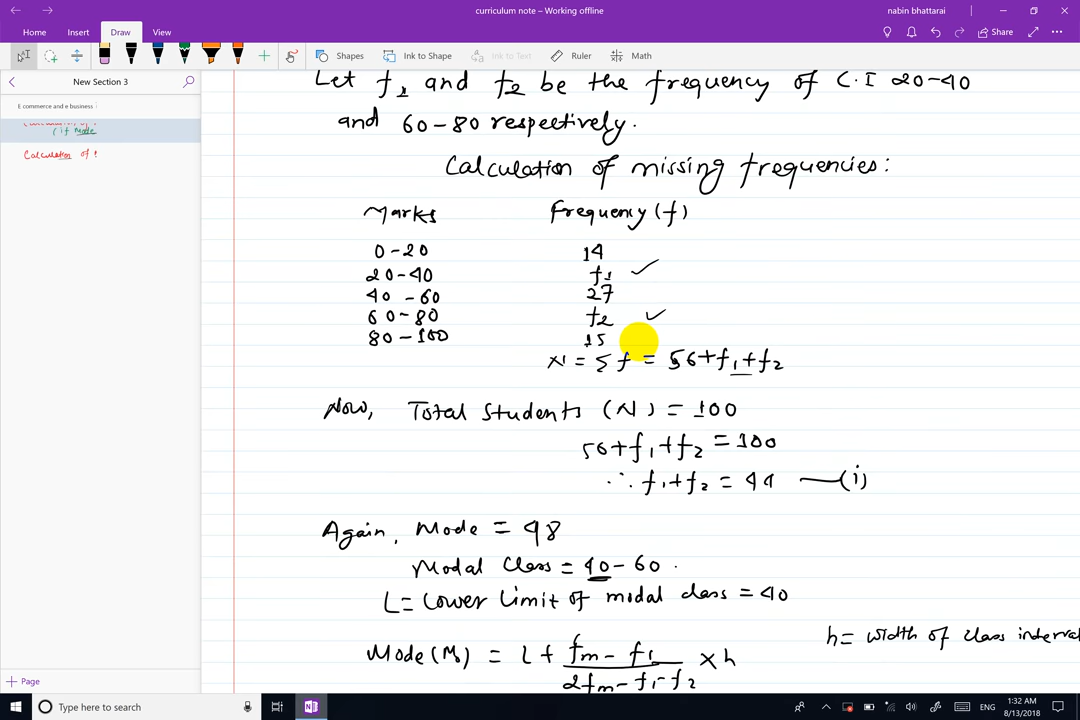 curriculum note – Working offline
nabin bhattarai
Home Insert Draw View
Share
Shapes Ink to Shape Ink to Text Ruler Math
New Section 3
E commerce and e business
(if mode
Calculation of
Let f1 and f2 be the frequency of C.I 20-40
and 60-80 respectively.
Calculation of missing frequencies:
Marks Frequency (f)
0-20 14
20-40 f1
40-60 27
60-80 f2
80-100 15
N = Σf = 56+f1+f2
Now, Total Students (N) = 100
56+f1+f2 = 100
∴ f1+f2 = 44 —(i)
Again, Mode = 48
Modal Class = 40-60.
L = Lower Limit of modal class = 40
h = width of class interval
Mode (Mo) = L + fm - f1 / 2fm - f1 - f2 × h
+ Page
Type here to search
ENG
1:32 AM
8/13/2018